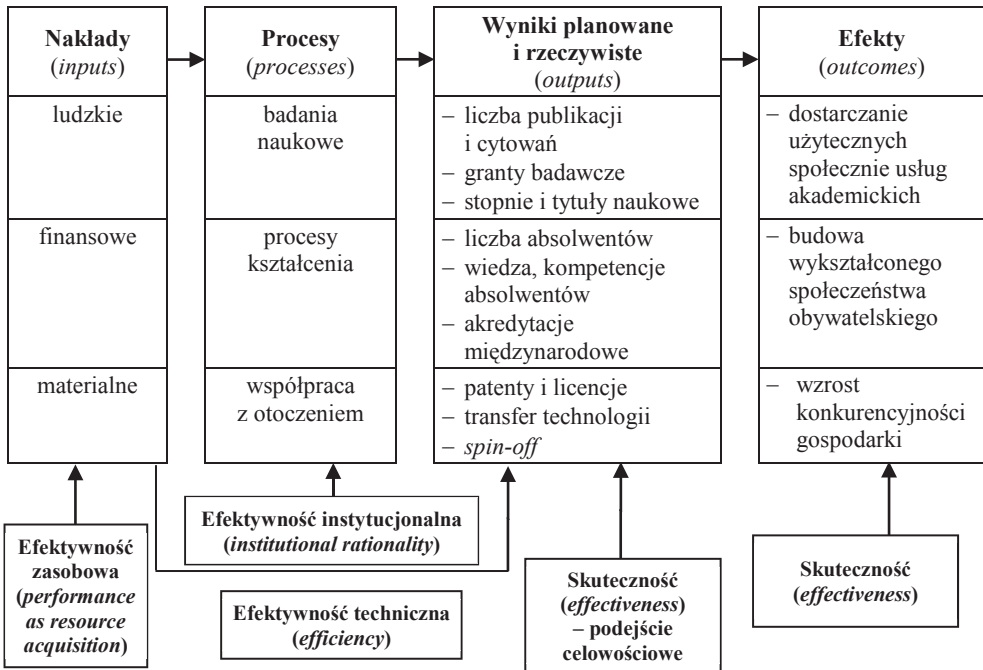 Nakłady
(inputs)
ludzkie
finansowe
materialne
Procesy
(processes)
badania
naukowe
procesy
kształcenia
współpraca
z otoczeniem
Wyniki planowane
i rzeczywiste
(outputs)
– liczba publikacji
i cytowań
– granty badawcze
– stopnie i tytuły naukowe
– liczba absolwentów
– wiedza, kompetencje
absolwentów
– akredytacje
międzynarodowe
– patenty i licencje
– transfer technologii
– spin-off
Efekty
(outcomes)
– dostarczanie
użytecznych
społecznie usług
akademickich
– budowa
wykształconego
społeczeństwa
obywatelskiego
– wzrost
konkurencyjności
gospodarki
Efektywność
zasobowa
(performance
as resource
acquisition)
Efektywność instytucjonalna
(institutional rationality)
Efektywność techniczna
(efficiency)
Skuteczność
(effectiveness)
– podejście
celowościowe
Skuteczność
(effectiveness)